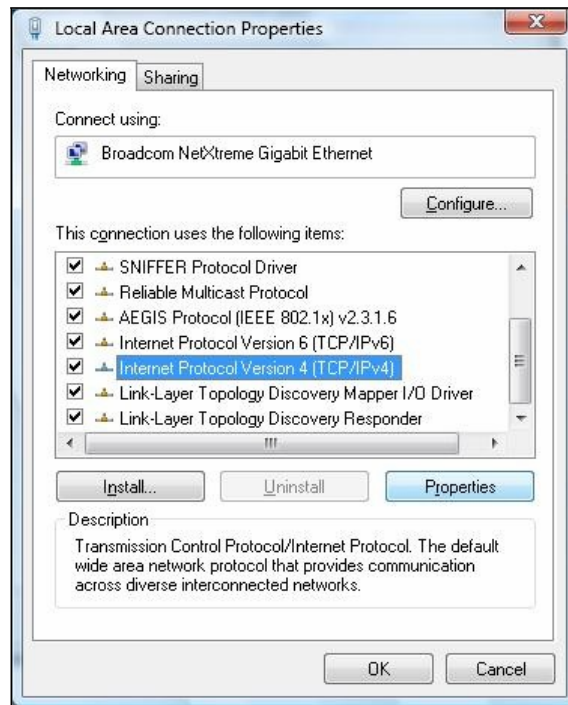 Local Area Connection Properties
Networking
Sharing
Connect using:
Broadcom NetXtreme Gigabit Ethernet
Configure...
This connection uses the following items:
SNIFFER Protocol Driver
Reliable Multicast Protocol
AEGIS Protocol (IEEE 802.1x) v2.3.1.6
Internet Protocol Version 6 (TCP/IPv6)
Internet Protocol Version 4 (TCP/IPv4)
Link-Layer Topology Discovery Mapper I/O Driver
Link-Layer Topology Discovery Responder
Install...
Uninstall
Properties
Description
Transmission Control Protocol/Internet Protocol. The default
wide area network protocol that provides communication
across diverse interconnected networks.
OK
Cancel